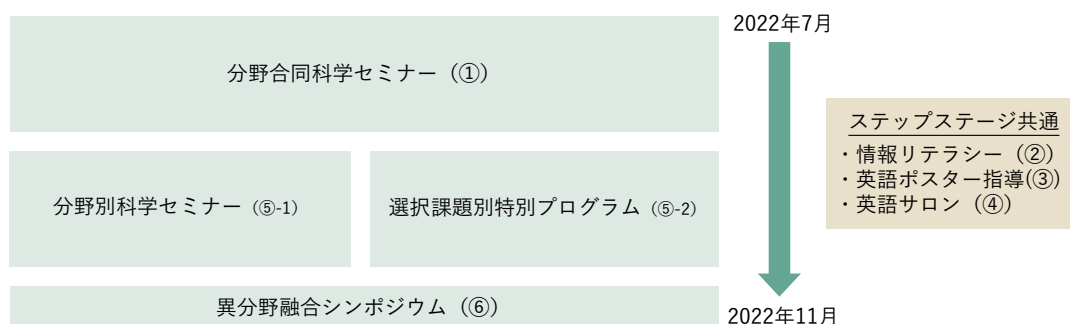 2022年7月
分野合同科学セミナー（①）
ステップステージ共通
・情報リテラシー（②）
・英語ポスター指導(③)
・英語サロン（④）
分野別科学セミナー（⑤-1）
選択課題別特別プログラム（⑤-2）
異分野融合シンポジウム（⑥）
2022年11月